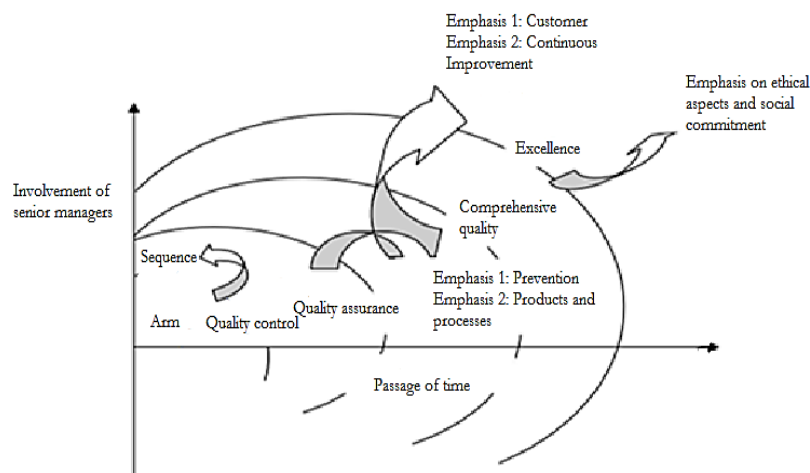 Emphasis 1: Customer
Emphasis 2: Continuous
Improvement
Emphasis on ethical
aspects and social
commitment
Excellence
Involvement of
senior managers
Comprehensive
quality
Sequence
Emphasis 1: Prevention
Emphasis 2: Products and
processes
Quality assurance
Arm
Quality control
Passage of time